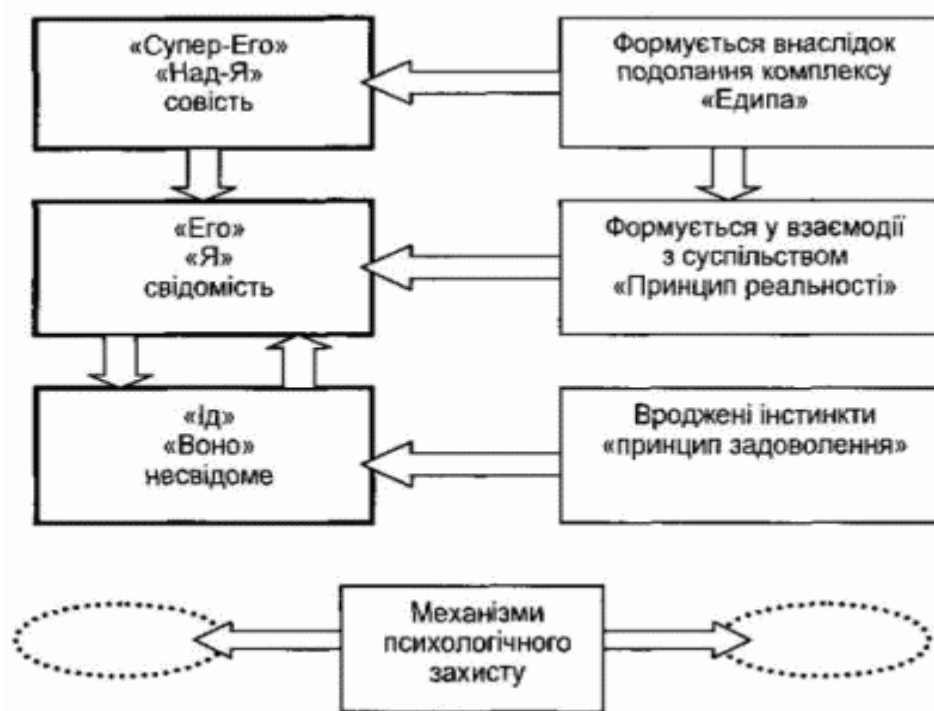 «Супер-Его»
«Над-Я»
совість
Формується внаслідок
подолання комплексу
«Едипа»
«Его»
«Я»
свідомість
Формується у взаємодії
з суспільством
«Принцип реальності»
«Ід»
«Воно»
несвідоме
Вроджені інстинкти
«принцип задоволення»
Механізми
психологічного
захисту